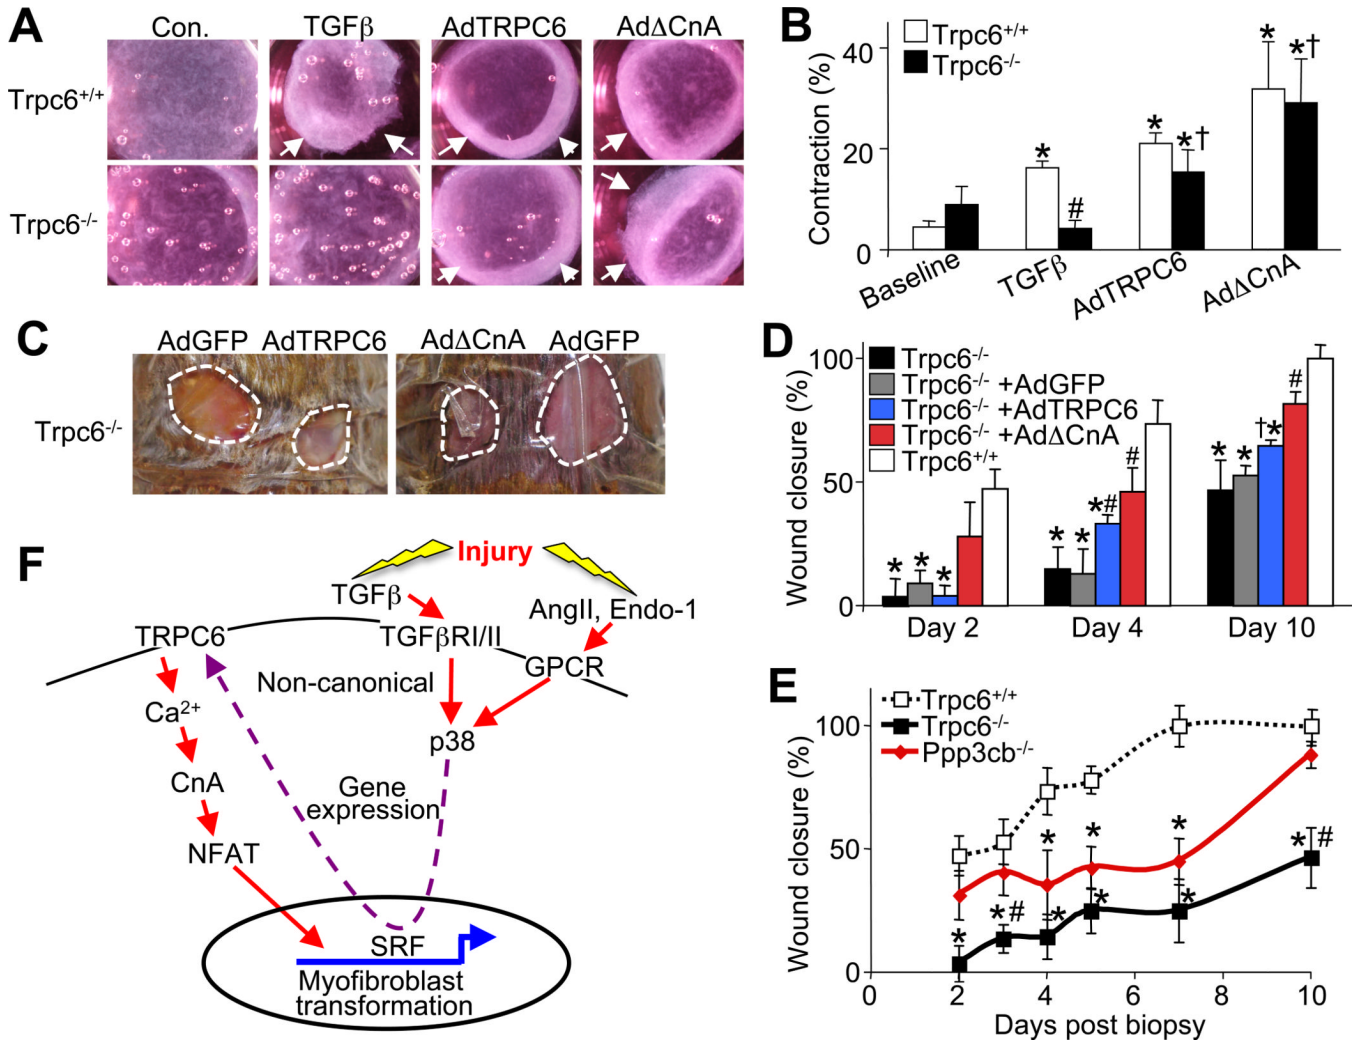 A
Con.
TGFβ
AdTRPC6
AdΔCnA
Trpc6+/+
Trpc6-/-
B
Contraction (%)
40
20
0
Trpc6+/+
Trpc6-/-
*
#
*
*†
*
*†
Baseline
TGFβ
AdTRPC6
AdΔCnA
C
AdGFP
AdTRPC6
AdΔCnA
AdGFP
Trpc6-/-
D
Wound closure (%)
100
50
0
Trpc6-/-
Trpc6-/- +AdGFP
Trpc6-/- +AdTRPC6
Trpc6-/- +AdΔCnA
Trpc6+/+
* * *
* * *# #
* * †* #
Day 2
Day 4
Day 10
E
Wound closure (%)
100
50
0
Trpc6+/+
Trpc6-/-
Ppp3cb-/-
* * *
* *# * * * *#
0 2 4 6 8 10
Days post biopsy
F
Injury
TGFβ
AngII, Endo-1
TRPC6
TGFβRI/II
GPCR
Non-canonical
Ca2+
p38
CnA
Gene
expression
NFAT
SRF
Myofibroblast
transformation